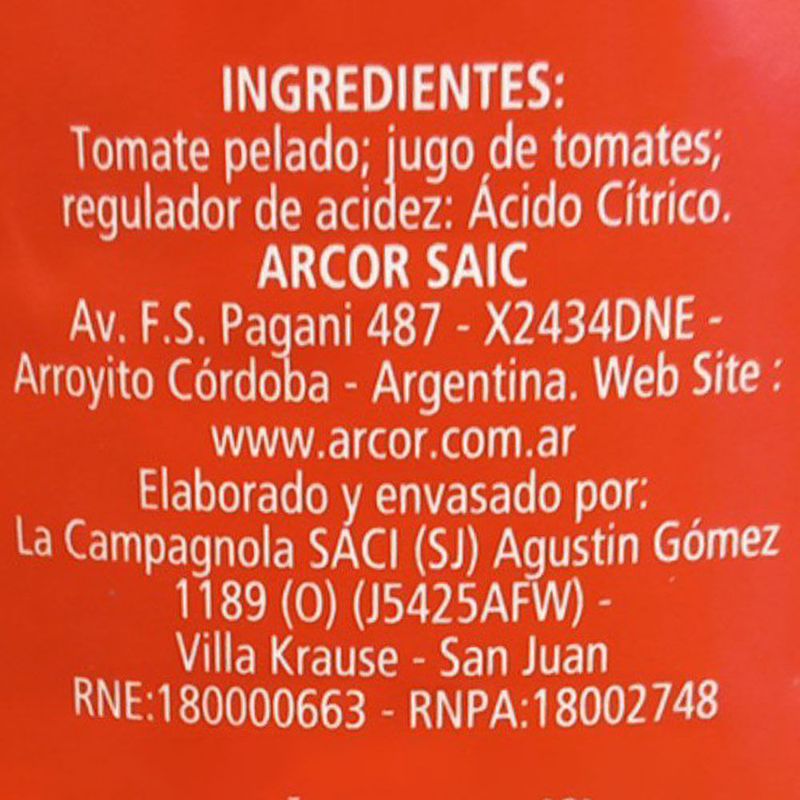 INGREDIENTES:
Tomate pelado; jugo de tomates;
regulador de acidez: Ácido Cítrico.
ARCOR SAIC
Av. F.S. Pagani 487 - X2434DNE -
Arroyito Córdoba - Argentina. Web Site :
www.arcor.com.ar
Elaborado y envasado por:
La Campagnola SACI (SJ) Agustin Gómez
1189 (O) (J5425AFW) -
Villa Krause - San Juan
RNE:180000663 - RNPA:18002748